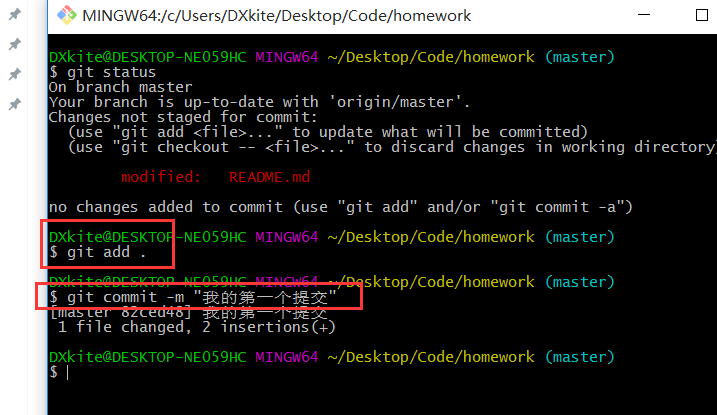 MINGW64:/c/Users/DXkite/Desktop/Code/homework
DXkite@DESKTOP-NE059HC MINGW64 ~/Desktop/Code/homework (master)
$ git status
On branch master
Your branch is up-to-date with 'origin/master'.
Changes not staged for commit:
  (use "git add <file>..." to update what will be committed)
  (use "git checkout -- <file>..." to discard changes in working directory)
        modified:   README.md
no changes added to commit (use "git add" and/or "git commit -a")
DXkite@DESKTOP-NE059HC MINGW64 ~/Desktop/Code/homework (master)
$ git add .
DXkite@DESKTOP-NE059HC MINGW64 ~/Desktop/Code/homework (master)
$ git commit -m "我的第一个提交"
[master 82ced48] 我的第一个提交
 1 file changed, 2 insertions(+)
DXkite@DESKTOP-NE059HC MINGW64 ~/Desktop/Code/homework (master)
$